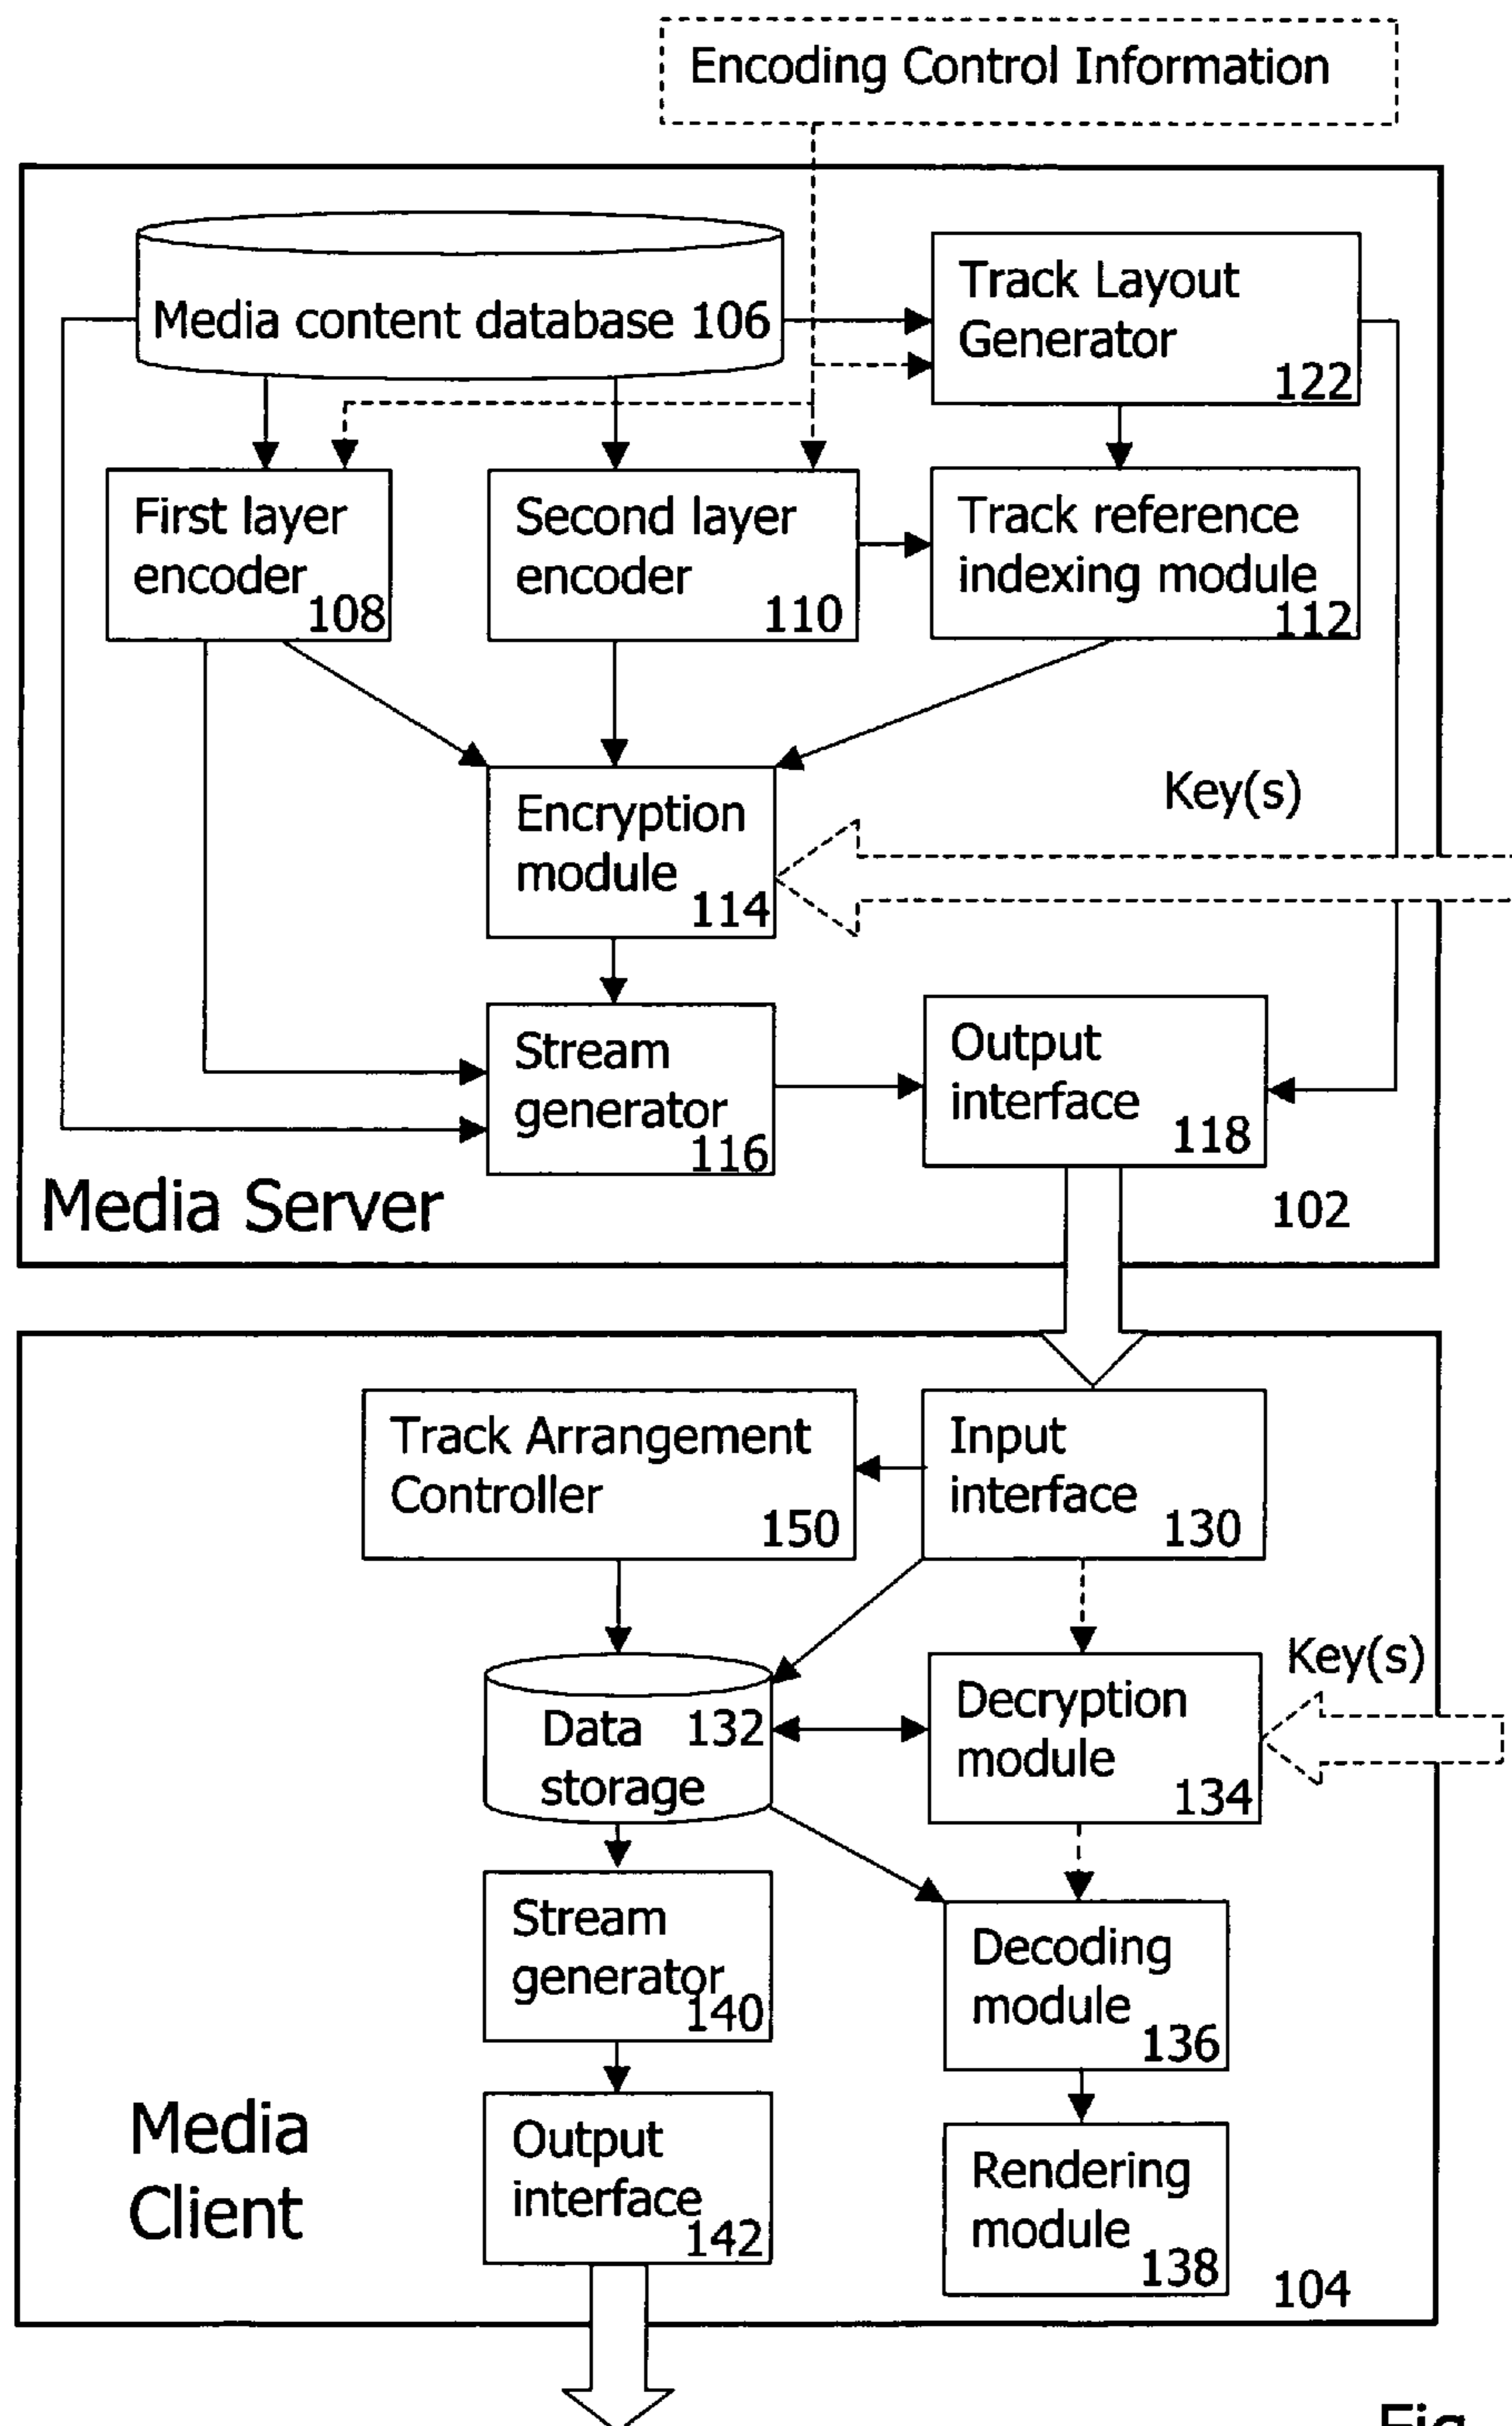 Encoding Control Information
Media content database 106
Track Layout
Generator
122
First layer
encoder
108
Second layer
encoder
110
Track reference
indexing module
112
Key(s)
Encryption
module
114
Stream
generator
116
Output
interface
118
Media Server
102
Track Arrangement
Controller
150
Input
interface
130
Key(s)
Data 132
storage
Decryption
module
134
Stream
generator
140
Decoding
module
136
Media
Client
Output
interface
142
Rendering
module
138
104
Fig